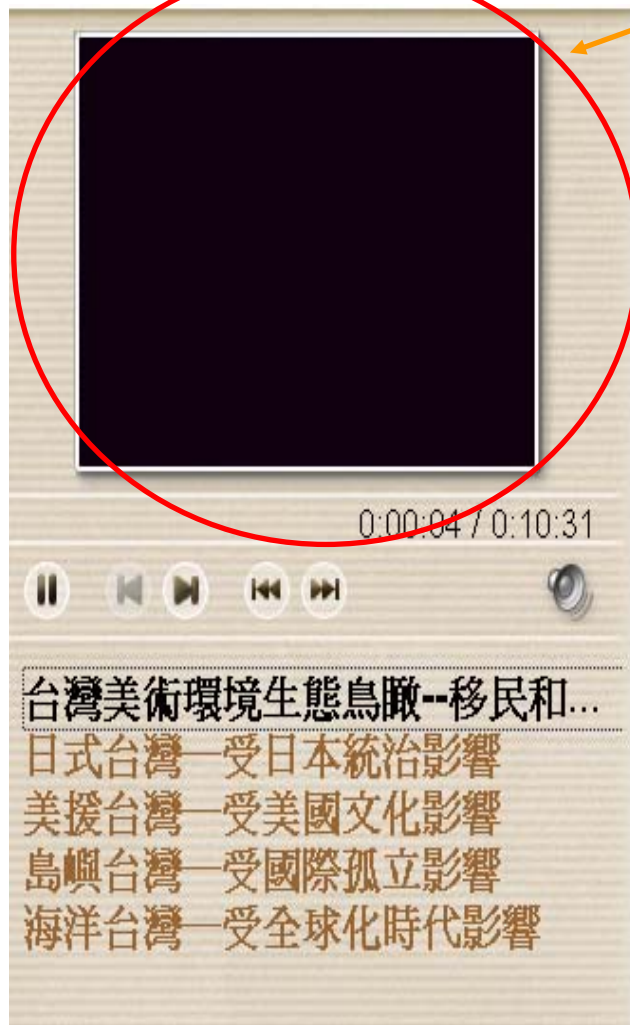 0:00:04 / 0:10:31
台灣美術環境生態鳥瞰--移民和...
日式台灣—受日本統治影響
美援台灣—受美國文化影響
島嶼台灣—受國際孤立影響
海洋台灣—受全球化時代影響